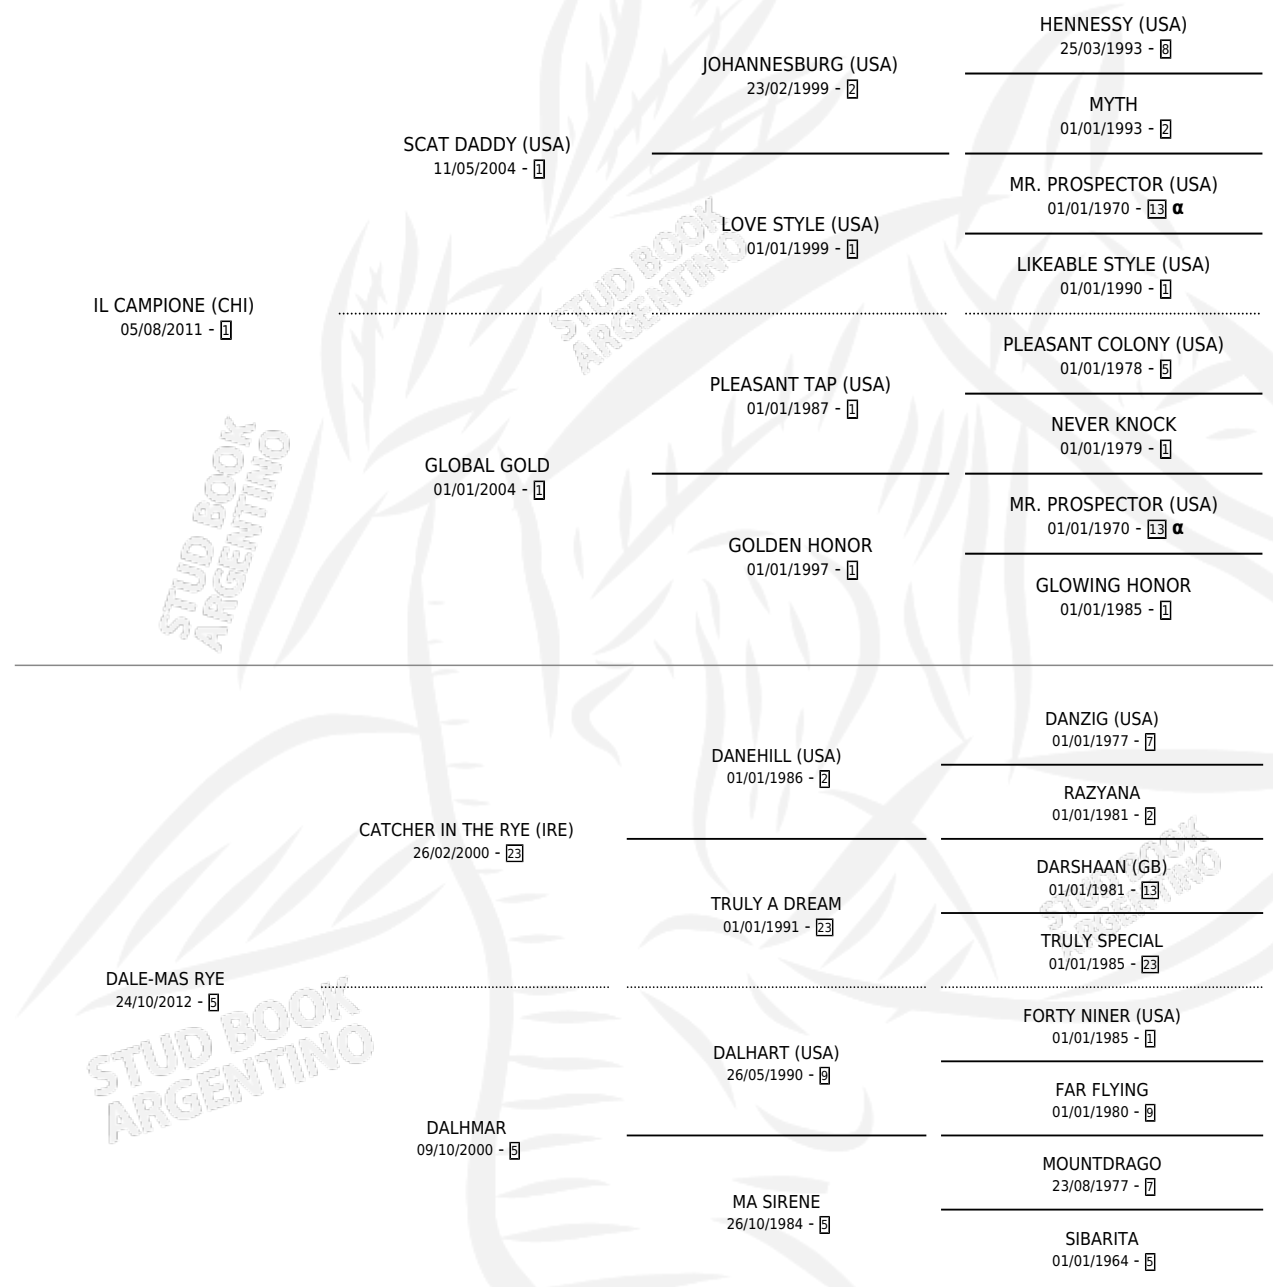 HENNESSY (USA)
25/03/1993 - 8
JOHANNESBURG (USA)
23/02/1999 - 2
MYTH
01/01/1993 - 2
SCAT DADDY (USA)
11/05/2004 - 1
MR. PROSPECTOR (USA)
01/01/1970 - 13 α
LOVE STYLE (USA)
01/01/1999 - 1
LIKEABLE STYLE (USA)
01/01/1990 - 1
IL CAMPIONE (CHI)
05/08/2011 - 1
PLEASANT COLONY (USA)
01/01/1978 - 5
PLEASANT TAP (USA)
01/01/1987 - 1
NEVER KNOCK
01/01/1979 - 1
GLOBAL GOLD
01/01/2004 - 1
MR. PROSPECTOR (USA)
01/01/1970 - 13 α
GOLDEN HONOR
01/01/1997 - 1
GLOWING HONOR
01/01/1985 - 1
STUD BOOK
ARGENTINO
STUD BOOK
ARGENTINO
DANZIG (USA)
01/01/1977 - 7
DANEHILL (USA)
01/01/1986 - 2
RAZYANA
01/01/1981 - 2
CATCHER IN THE RYE (IRE)
26/02/2000 - 23
DARSHAAN (GB)
01/01/1981 - 13
TRULY A DREAM
01/01/1991 - 23
TRULY SPECIAL
01/01/1985 - 23
DALE-MAS RYE
24/10/2012 - 5
FORTY NINER (USA)
01/01/1985 - 1
DALHART (USA)
26/05/1990 - 9
FAR FLYING
01/01/1980 - 9
DALHMAR
09/10/2000 - 5
MOUNTDRAGO
23/08/1977 - 7
MA SIRENE
26/10/1984 - 5
SIBARITA
01/01/1964 - 5
STUD BOOK
ARGENTINO
STUD BOOK
ARGENTINO